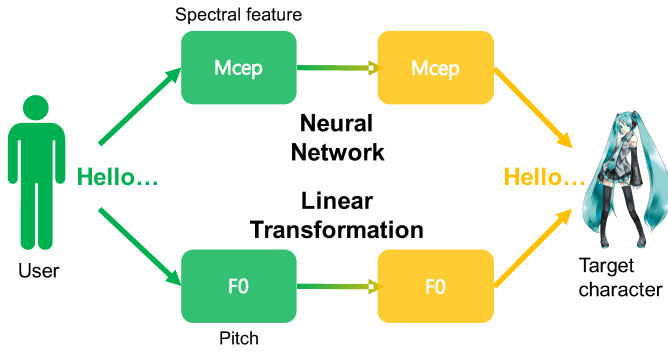 Spectral feature
Mcep
Mcep
Neural
Network
Hello…
Hello…
Linear
Transformation
User
F0
F0
Target
character
Pitch